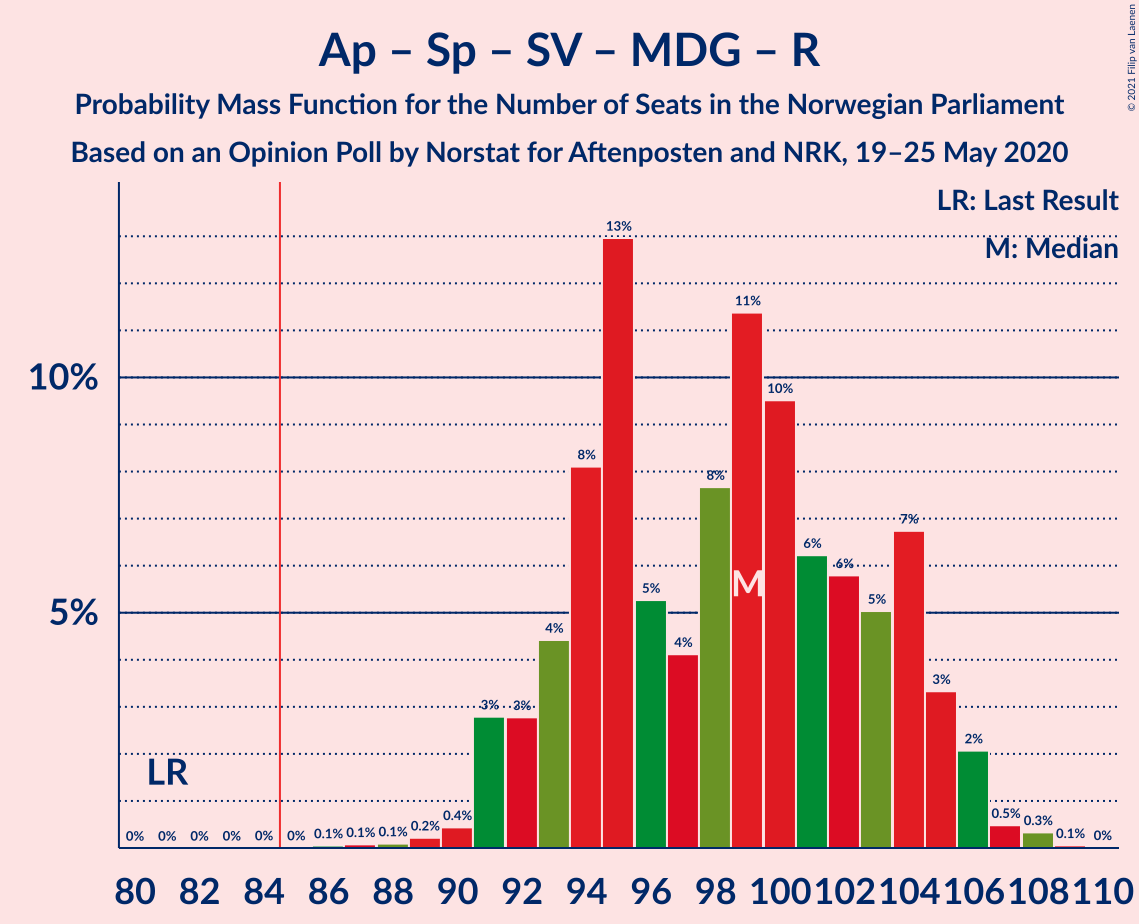 Ap – Sp – SV – MDG – R
Probability Mass Function for the Number of Seats in the Norwegian Parliament
Based on an Opinion Poll by Norstat for Aftenposten and NRK, 19–25 May 2020
© 2021 Filip van Laenen
LR: Last Result
M: Median
13%
11%
10%
10%
8%
8%
7%
6%
6%
5%
5%
5%
4%
4%
3%
3%
3%
2%
M
LR
0% 0% 0% 0% 0% 0% 0.1% 0.1% 0.1% 0.2% 0.4% 0.5% 0.3% 0.1% 0%
80 82 84 86 88 90 92 94 96 98 100 102 104 106 108 110